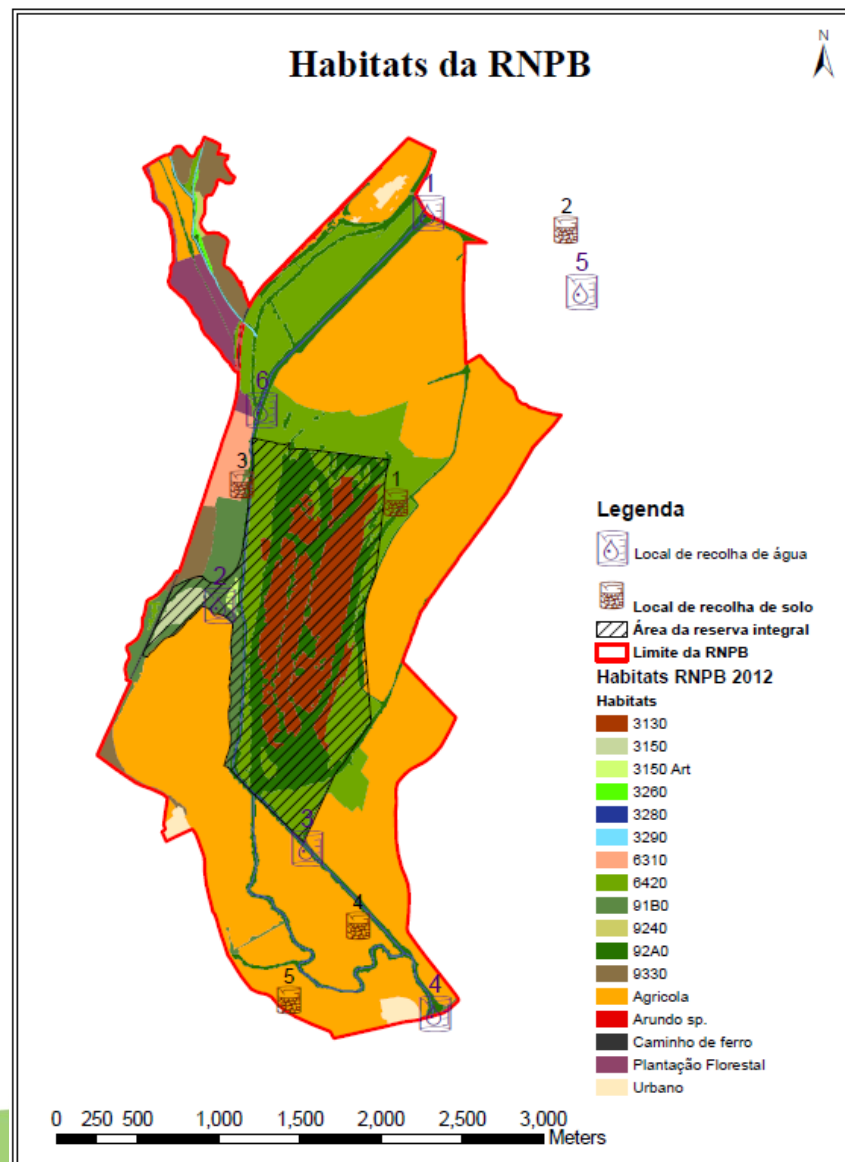 Habitats da RNPB
N
1
2
5
6
3
1
2
3
4
5
4
Legenda
Local de recolha de água
Local de recolha de solo
Área da reserva integral
Limite da RNPB
Habitats RNPB 2012
Habitats
3130
3150
3150 Art
3260
3280
3290
6310
6420
91B0
9240
92A0
9330
Agricola
Arundo sp.
Caminho de ferro
Plantação Florestal
Urbano
0 250 500 1,000 1,500 2,000 2,500 3,000
Meters